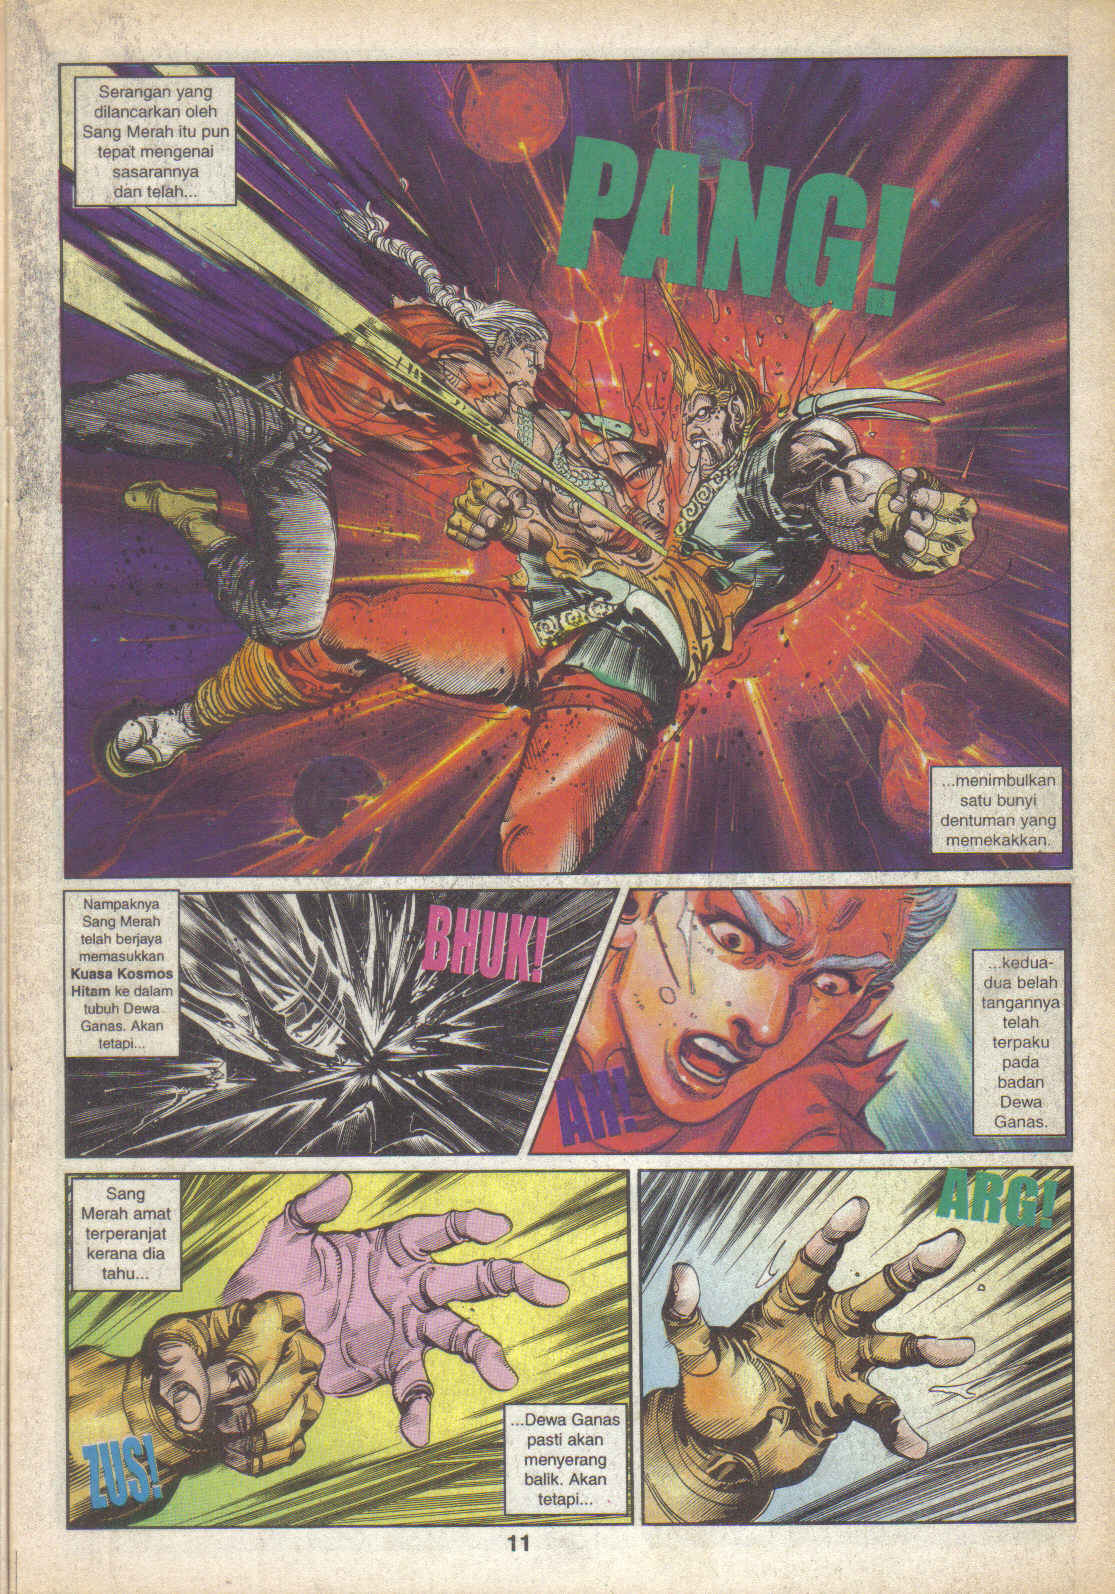 Serangan yang
dilancarkan oleh
Sang Merah itu pun
tepat mengenai
sasarannya
dan telah...
PANG!
...menimbulkan
satu bunyi
dentuman yang
memekakkan.
Nampaknya
Sang Merah
telah berjaya
memasukkan
Kuasa Kosmos
Hitam ke dalam
tubuh Dewa
Ganas. Akan
tetapi...
BHUK!
AH!
...kedua-
dua belah
tangannya
telah
terpaku
pada
badan
Dewa
Ganas.
Sang
Merah amat
terperanjat
kerana dia
tahu...
ZUS!
...Dewa Ganas
pasti akan
menyerang
balik. Akan
tetapi...
ARG!
11